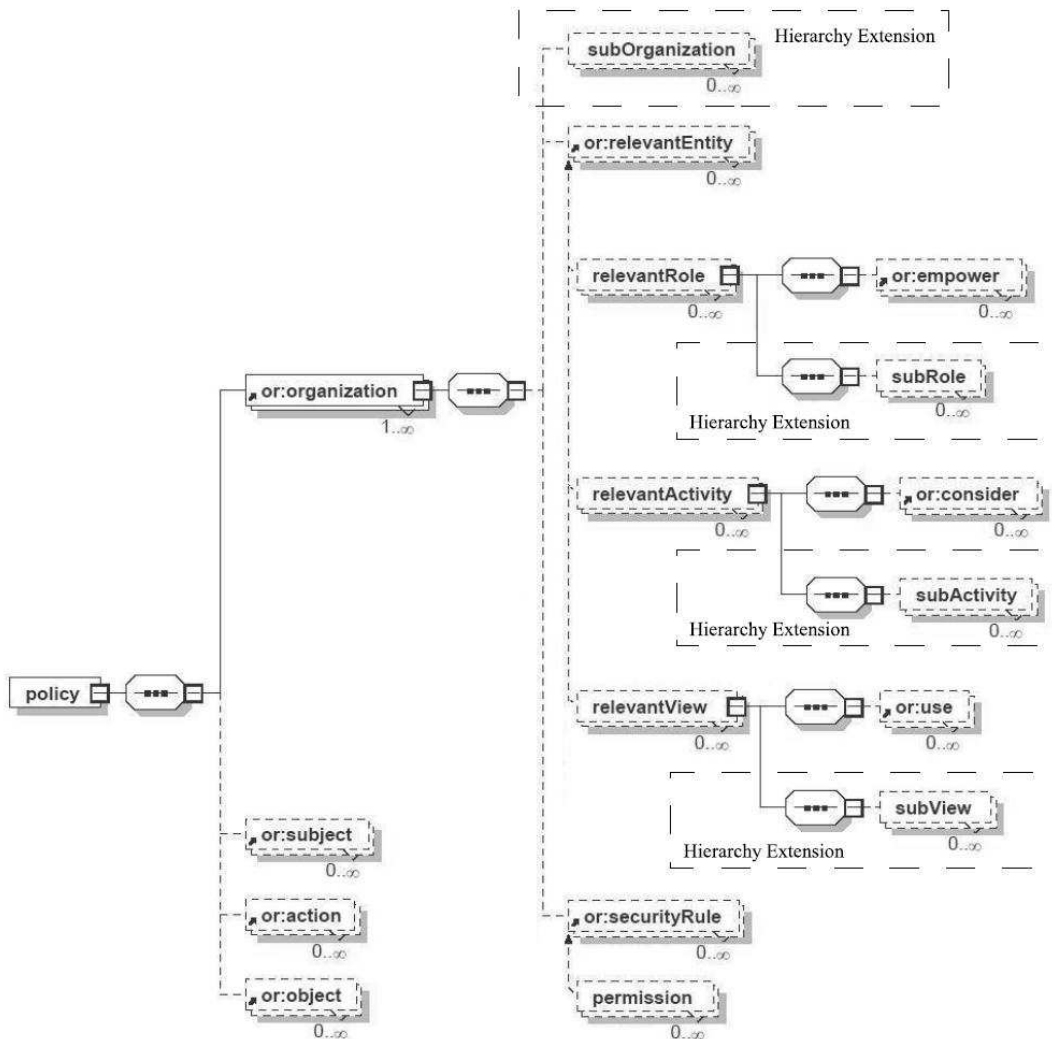 Hierarchy Extension
subOrganization
0..∞
or:relevantEntity
0..∞
relevantRole
0..∞
or:empower
0..∞
subRole
0..∞
Hierarchy Extension
or:organization
1..∞
relevantActivity
0..∞
or:consider
0..∞
subActivity
0..∞
Hierarchy Extension
policy
relevantView
0..∞
or:use
0..∞
subView
0..∞
Hierarchy Extension
or:subject
0..∞
or:action
0..∞
or:securityRule
0..∞
or:object
0..∞
permission
0..∞